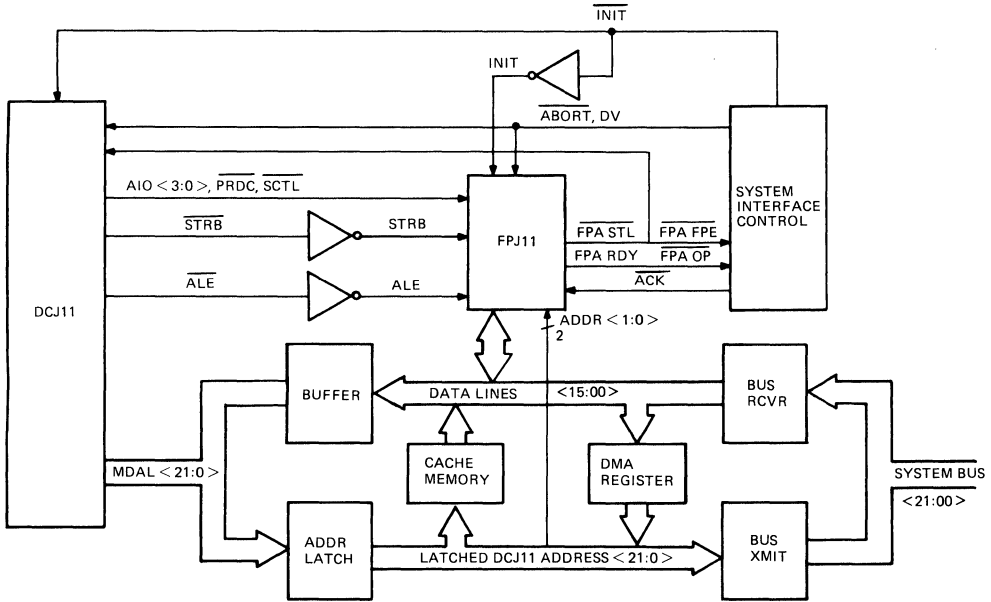 INIT
INIT
ABORT, DV
AIO <3:0>, PRDC, SCTL
STRB
STRB
ALE
ALE
DCJ11
FPJ11
FPA STL
FPA FPE
FPA RDY
FPA OP
ACK
SYSTEM
INTERFACE
CONTROL
ADDR <1:0>
2
BUFFER
DATA LINES
<15:00>
BUS
RCVR
MDAL <21:0>
CACHE
MEMORY
DMA
REGISTER
SYSTEM BUS
<21:00>
ADDR
LATCH
LATCHED DCJ11 ADDRESS <21:0>
BUS
XMIT